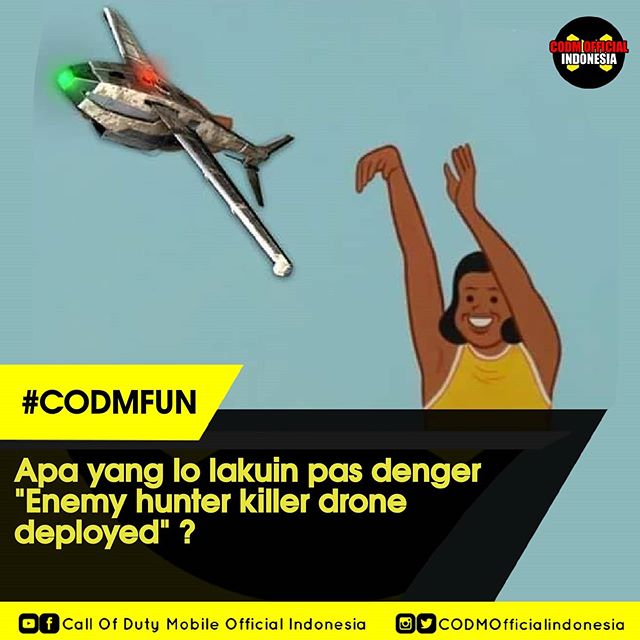 CODM OFFICIAL
INDONESIA
#CODMFUN
Apa yang lo lakuin pas denger
"Enemy hunter killer drone
deployed" ?
Call Of Duty Mobile Official Indonesia
CODMOfficialindonesia